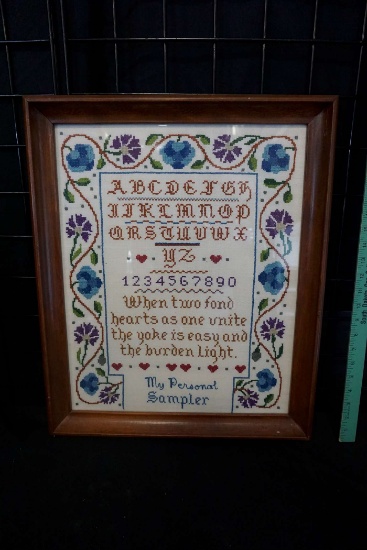 ABCDEFGH
IJKLMNOP
QRSTUVWX
YZ
1234567890
When two fond
hearts as one unite
the yoke is easy and
the burden light.
My Personal
Sampler